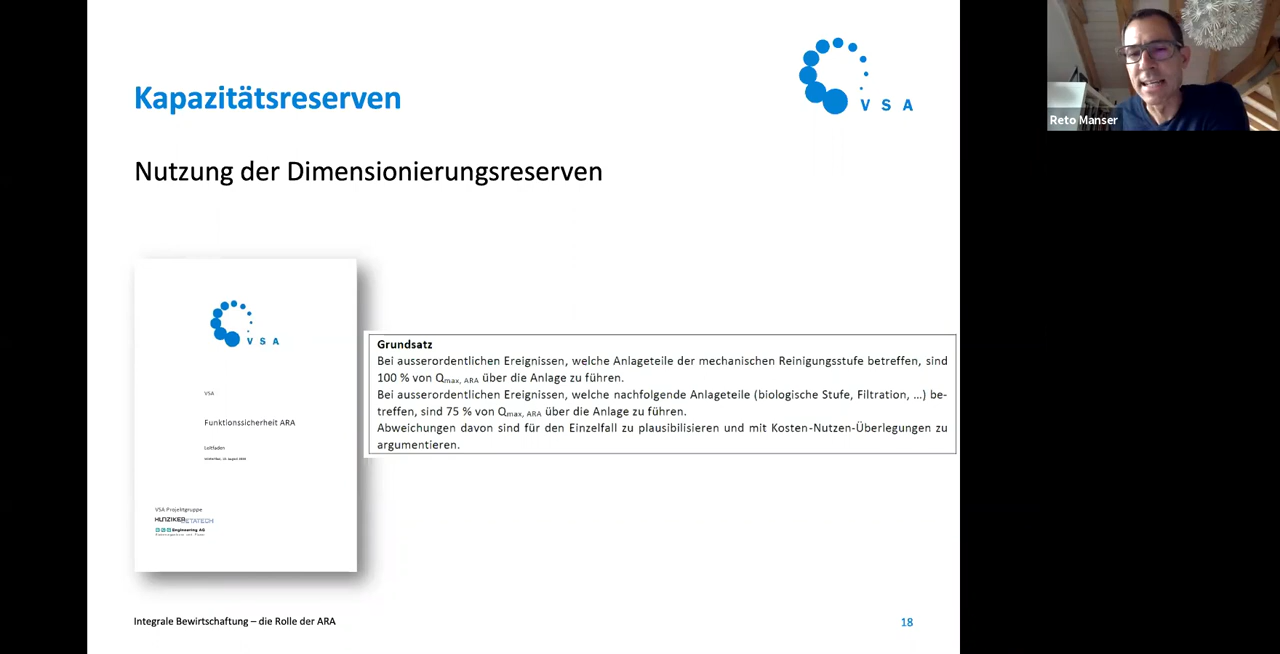 Kapazitätsreserven
VSA
Nutzung der Dimensionierungsreserven
VSA
VSA
Funktionssicherheit ARA
Leitfaden
VSA Projektgruppe
HUNZIKER BETATECH
Engineering AG
Grundsatz
Bei ausserordentlichen Ereignissen, welche Anlageteile der mechanischen Reinigungsstufe betreffen, sind
100 % von Qmax, ARA über die Anlage zu führen.
Bei ausserordentlichen Ereignissen, welche nachfolgende Anlageteile (biologische Stufe, Filtration, ...) be-
treffen, sind 75 % von Qmax, ARA über die Anlage zu führen.
Abweichungen davon sind für den Einzelfall zu plausibilisieren und mit Kosten-Nutzen-Überlegungen zu
argumentieren.
Integrale Bewirtschaftung – die Rolle der ARA
18
Reto Manser